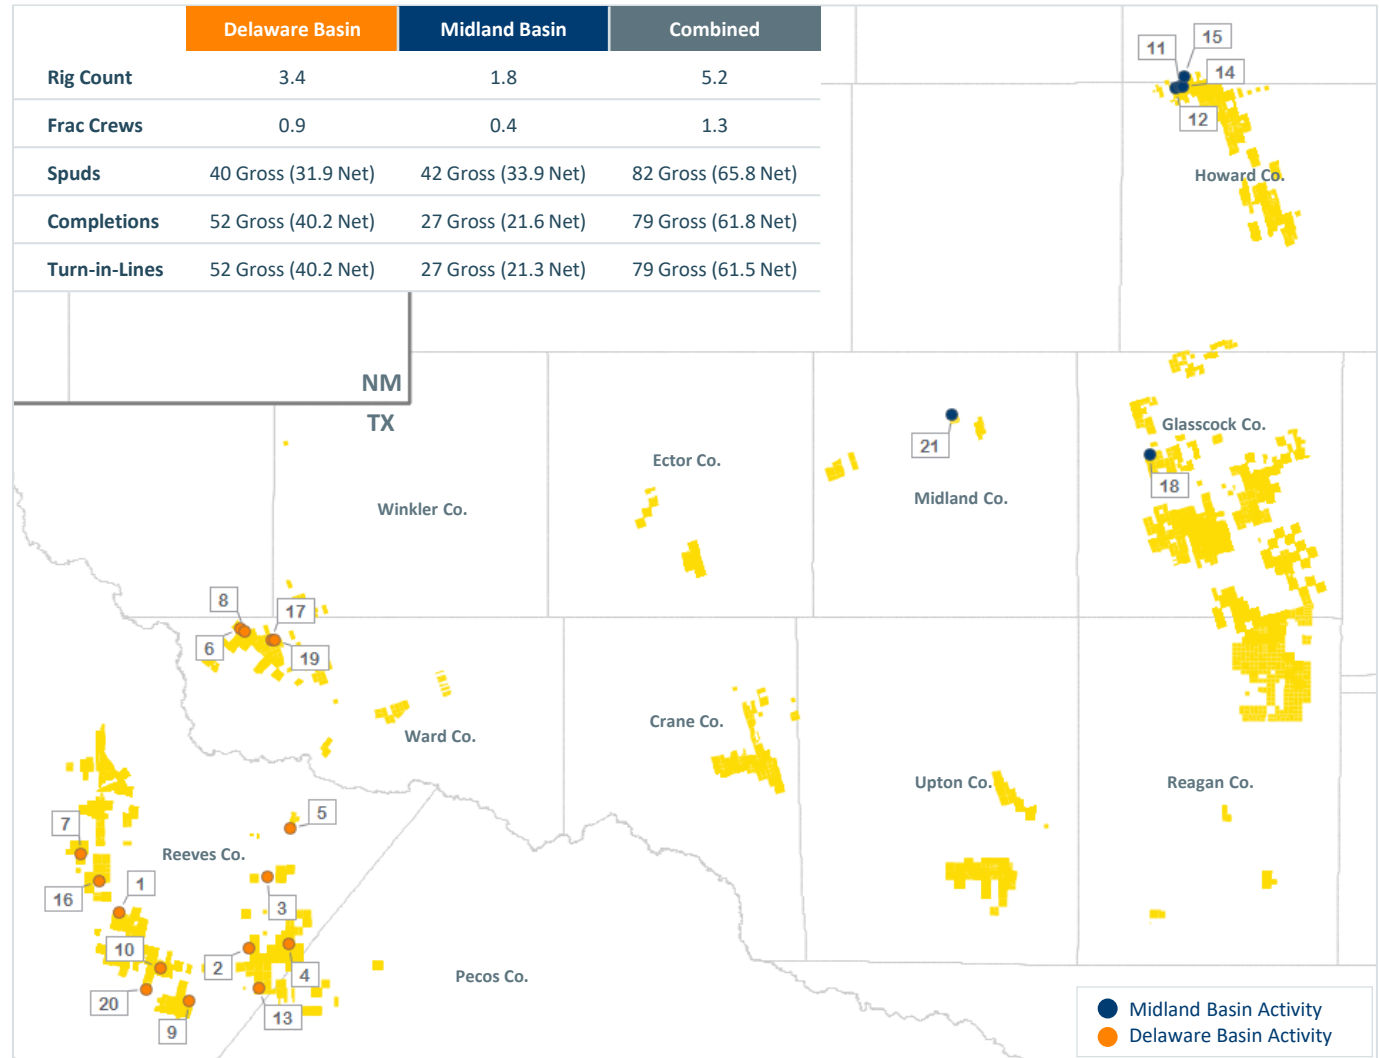 Delaware Basin Midland Basin Combined
Rig Count 3.4 1.8 5.2
Frac Crews 0.9 0.4 1.3
Spuds 40 Gross (31.9 Net) 42 Gross (33.9 Net) 82 Gross (65.8 Net)
Completions 52 Gross (40.2 Net) 27 Gross (21.6 Net) 79 Gross (61.8 Net)
Turn-in-Lines 52 Gross (40.2 Net) 27 Gross (21.3 Net) 79 Gross (61.5 Net)
15
11
14
12
Howard Co.
NM
TX
Glasscock Co.
21
Ector Co.
18
Midland Co.
Winkler Co.
8
17
6
19
Crane Co.
Ward Co.
Upton Co.
Reagan Co.
5
7
Reeves Co.
1
16
3
10
2
4
Pecos Co.
20
13
9
Midland Basin Activity
Delaware Basin Activity